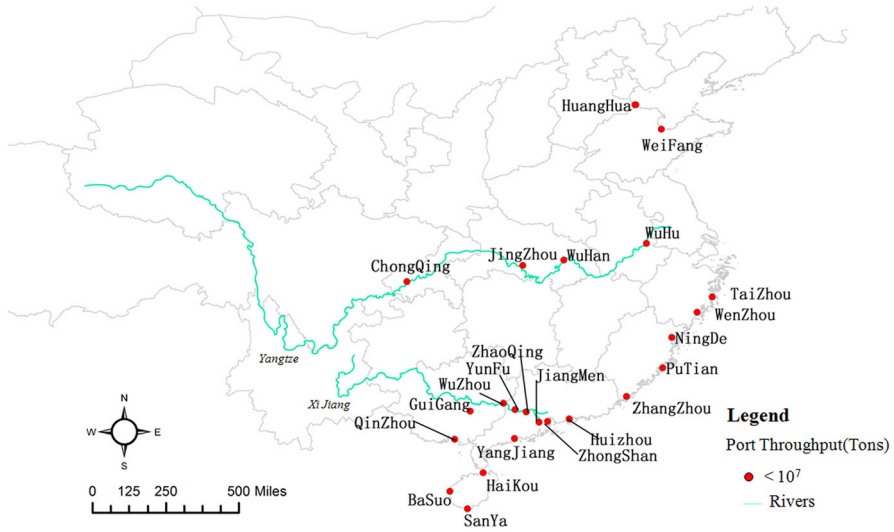 HuangHua
WeiFang
WuHu
JingZhou
WuHan
ChongQing
TaiZhou
WenZhou
NingDe
Yangtze
ZhaoQing
YunFu
JiangMen
PuTian
WuZhou
Xi Jiang
GuiGang
ZhangZhou
QinZhou
YangJiang
Huizhou
ZhongShan
HaiKou
BaSuo
SanYa
N
W
E
S
0 125 250 500 Miles
Legend
Port Throughput(Tons)
< 10⁷
Rivers